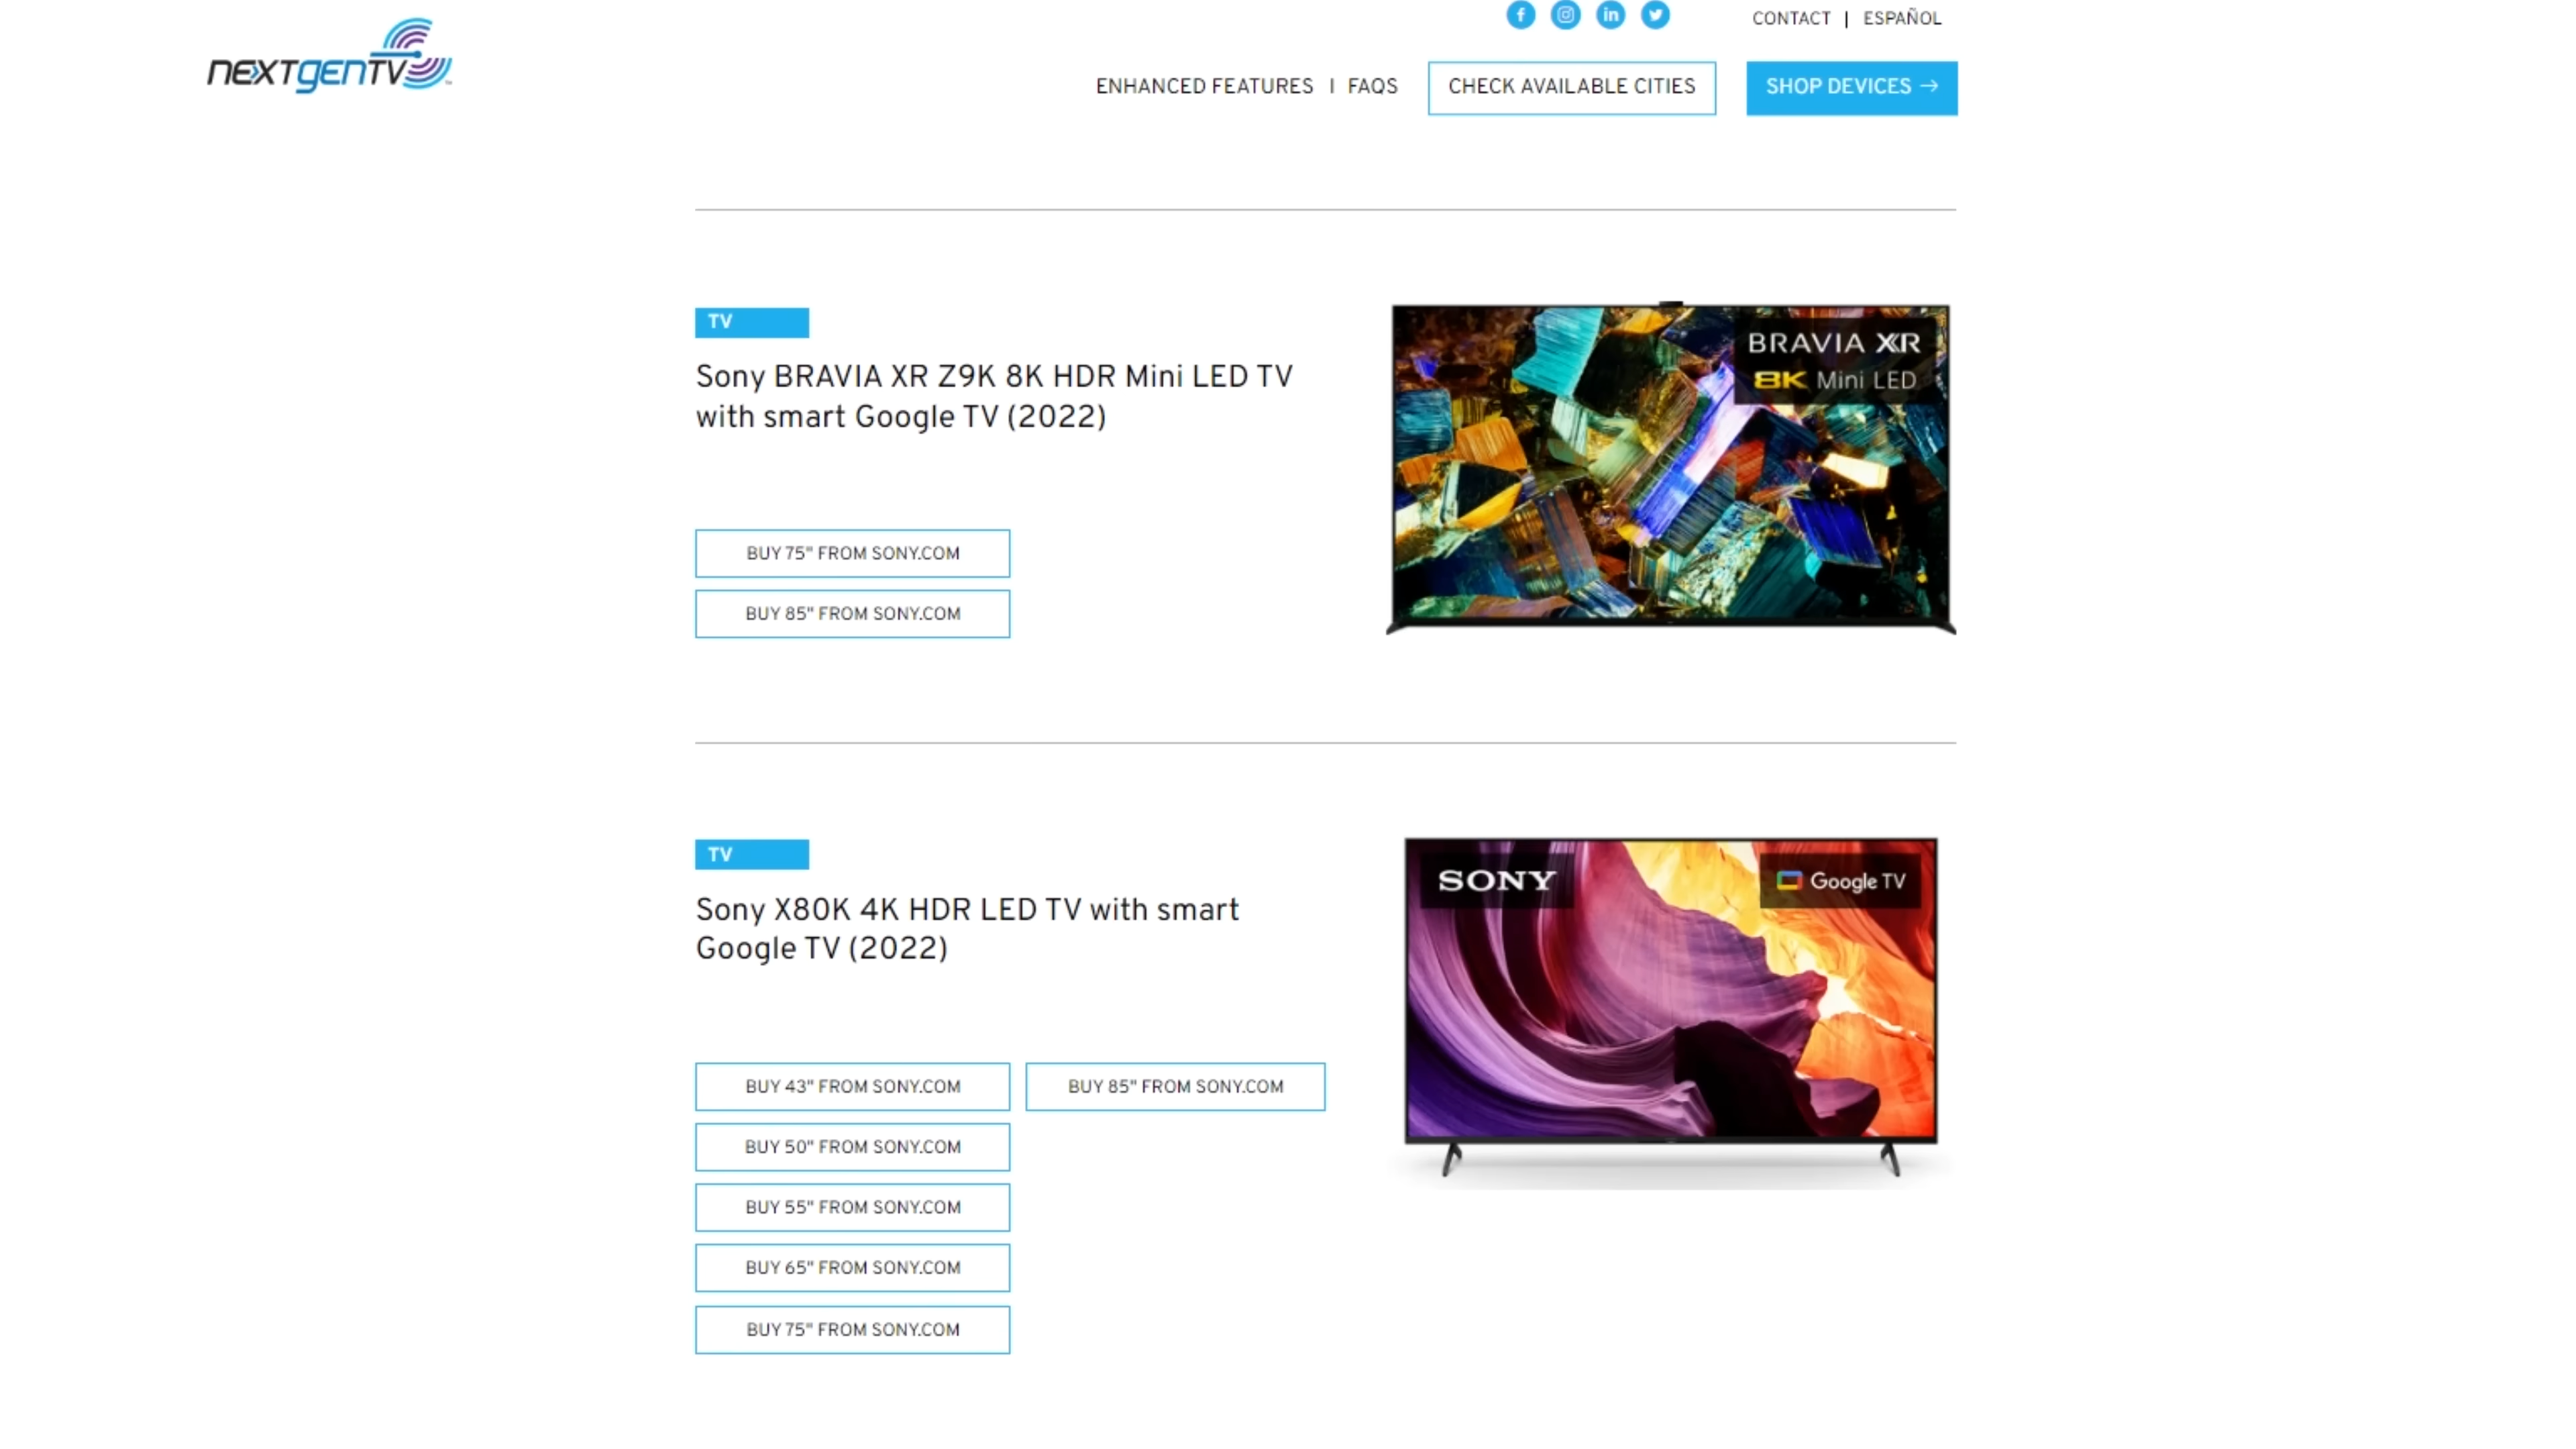 NEXTGENTV
CONTACT | ESPAÑOL
ENHANCED FEATURES | FAQS
CHECK AVAILABLE CITIES
SHOP DEVICES →
TV
Sony BRAVIA XR Z9K 8K HDR Mini LED TV
with smart Google TV (2022)
BUY 75" FROM SONY.COM
BUY 85" FROM SONY.COM
BRAVIA XR
8K Mini LED
TV
Sony X80K 4K HDR LED TV with smart
Google TV (2022)
BUY 43" FROM SONY.COM
BUY 85" FROM SONY.COM
BUY 50" FROM SONY.COM
BUY 55" FROM SONY.COM
BUY 65" FROM SONY.COM
BUY 75" FROM SONY.COM
SONY
Google TV